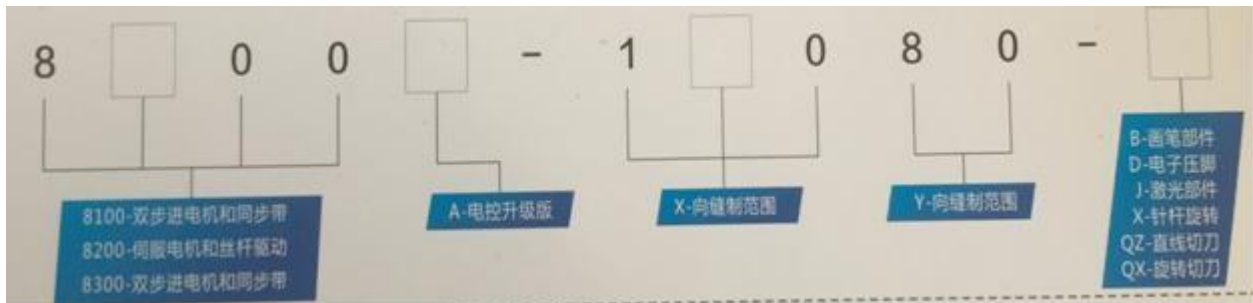 8 0 0 - 1 0 8 0 -
8100-双步进电机和同步带
8200-伺服电机和丝杆驱动
8300-双步进电机和同步带
A-电控升级版
X-向缝制范围
Y-向缝制范围
B-画笔部件
D-电子压脚
J-激光部件
X-针杆旋转
QZ-直线切刀
QX-旋转切刀